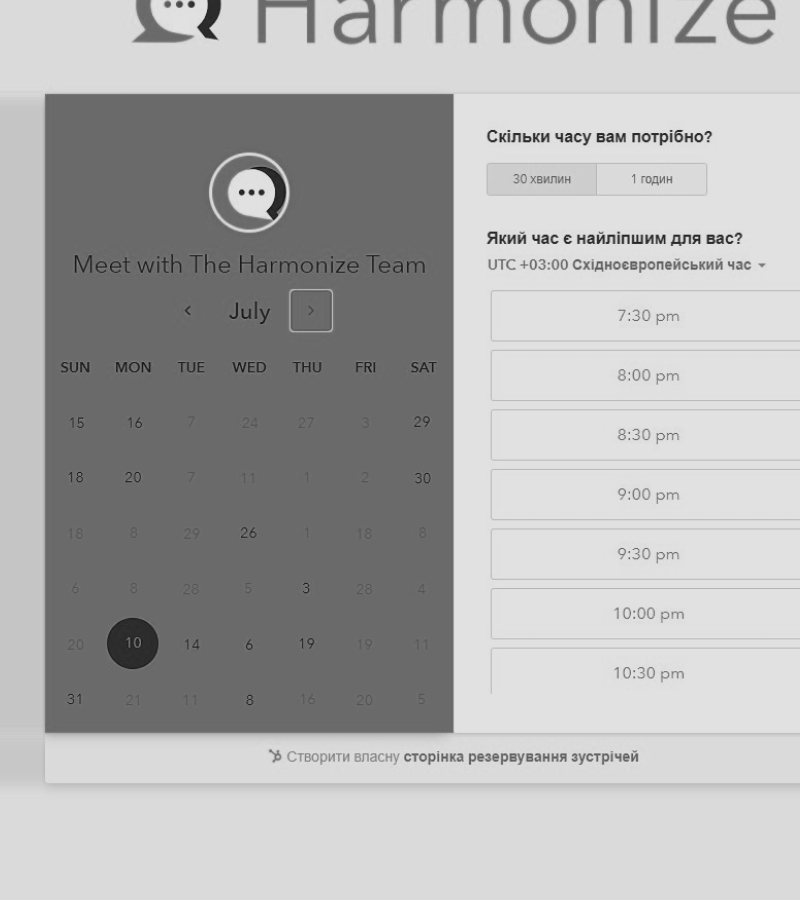 Harmonize
Meet with The Harmonize Team
July
SUN MON TUE WED THU FRI SAT
15 16 7 24 27 3 29
18 20 7 11 1 2 30
18 8 29 26 1 18 8
6 8 28 5 3 28 4
20 10 14 6 19 19 11
31 21 11 8 16 20 5
Скільки часу вам потрібно?
30 хвилин 1 годин
Який час є найліпшим для вас?
UTC +03:00 Східноєвропейський час
7:30 pm
8:00 pm
8:30 pm
9:00 pm
9:30 pm
10:00 pm
10:30 pm
Створити власну сторінка резервування зустрічей